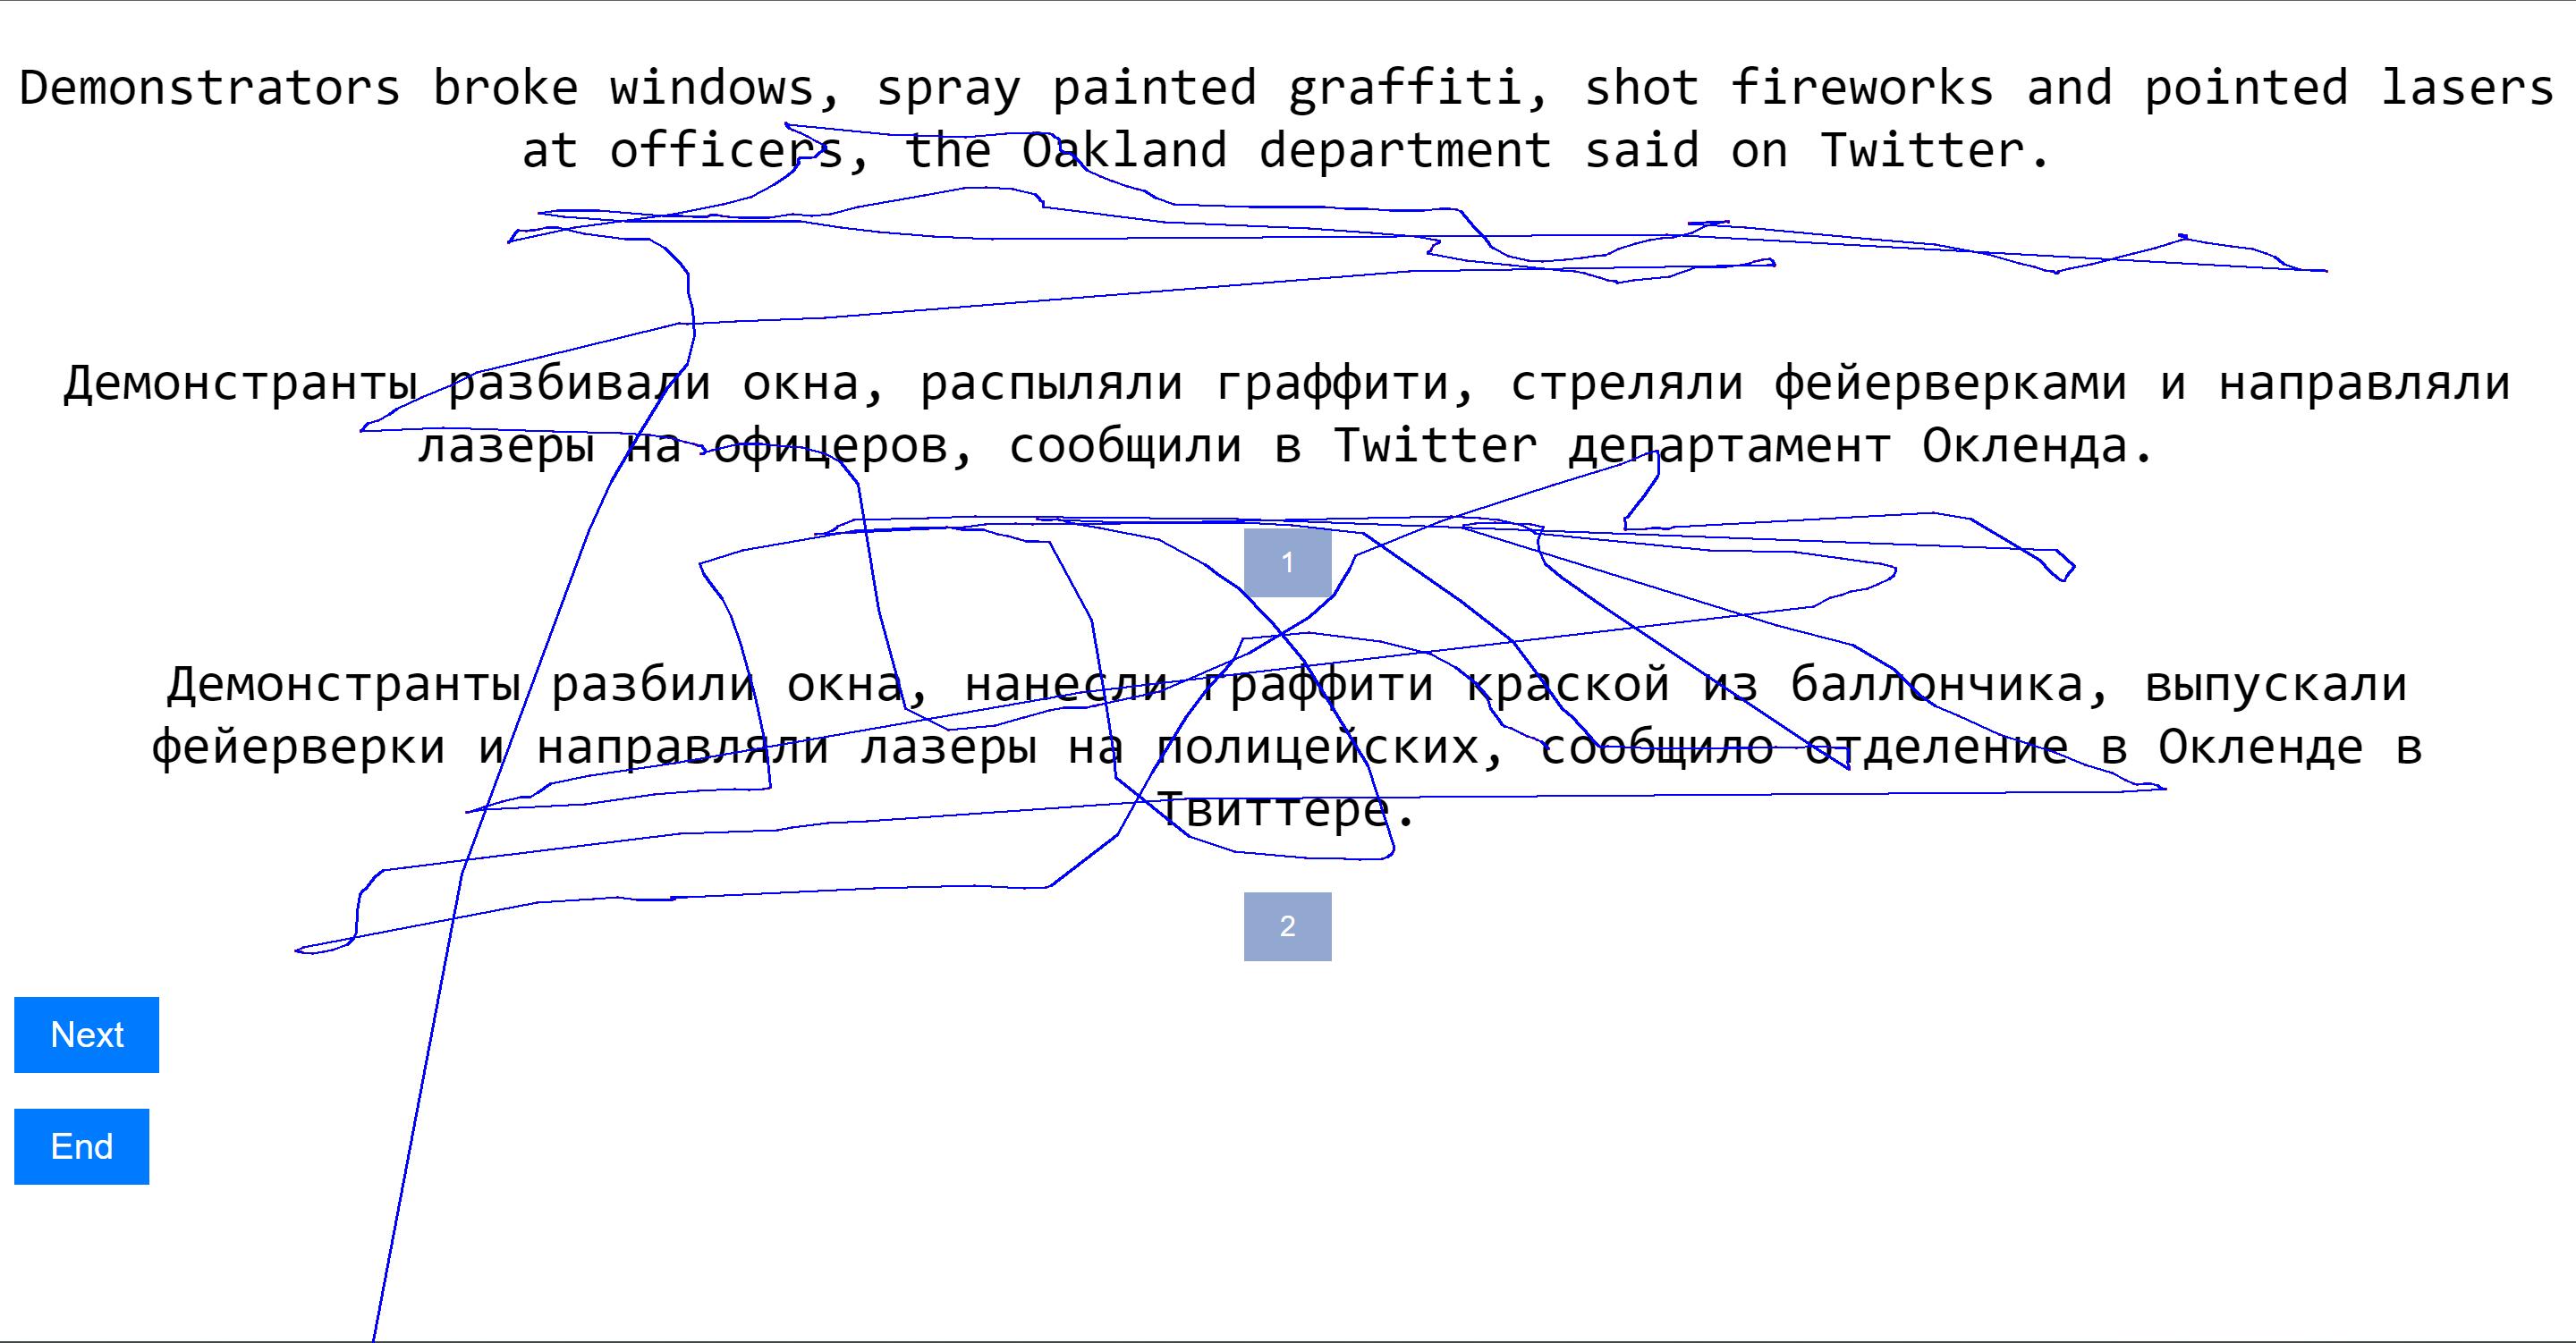 Demonstrators broke windows, spray painted graffiti, shot fireworks and pointed lasers
at officers, the Oakland department said on Twitter.
Демонстранты разбивали окна, распыляли граффити, стреляли фейерверками и направляли
лазеры на офицеров, сообщили в Twitter департамент Окленда.
1
Демонстранты разбили окна, нанесли граффити краской из баллончика, выпускали
фейерверки и направляли лазеры на полицейских, сообщило отделение в Окленде в
Твиттере.
2
Next
End